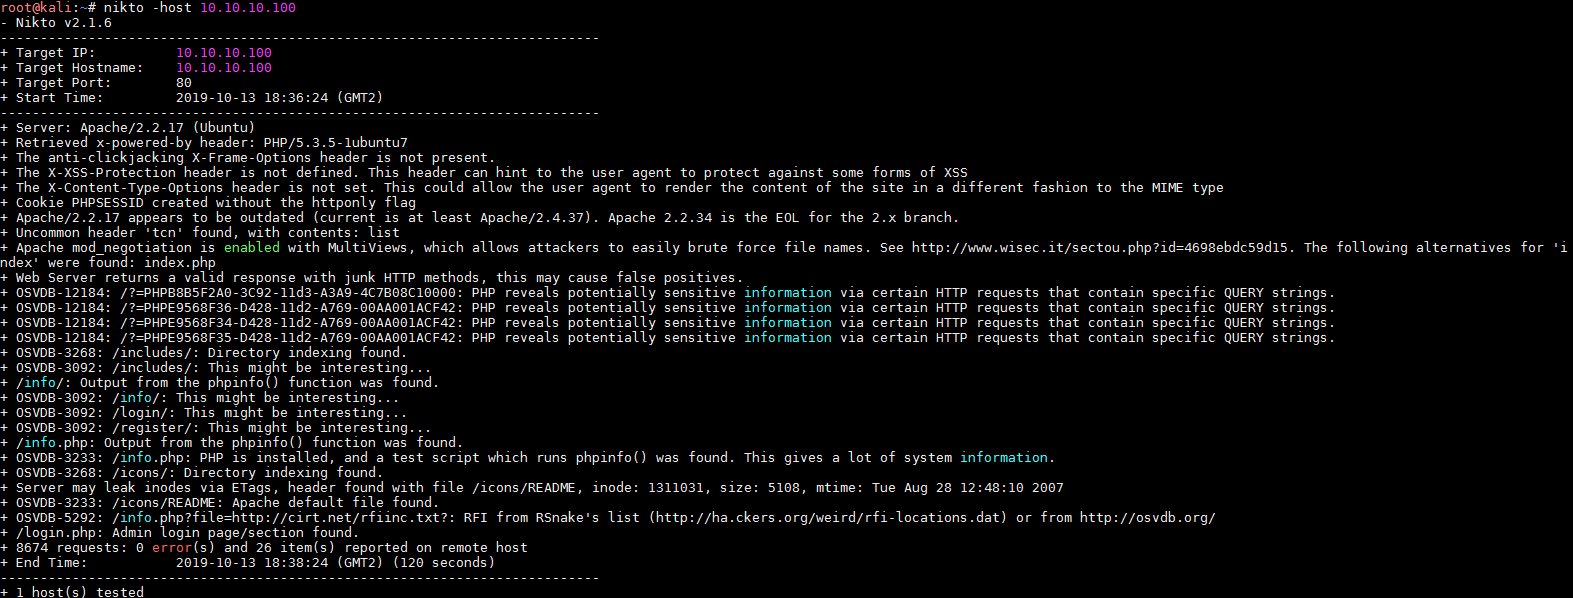 root@kali:~# nikto -host 10.10.10.100
- Nikto v2.1.6
---------------------------------------------------------------------------
+ Target IP:          10.10.10.100
+ Target Hostname:    10.10.10.100
+ Target Port:        80
+ Start Time:         2019-10-13 18:36:24 (GMT2)
---------------------------------------------------------------------------
+ Server: Apache/2.2.17 (Ubuntu)
+ Retrieved x-powered-by header: PHP/5.3.5-1ubuntu7
+ The anti-clickjacking X-Frame-Options header is not present.
+ The X-XSS-Protection header is not defined. This header can hint to the user agent to protect against some forms of XSS
+ The X-Content-Type-Options header is not set. This could allow the user agent to render the content of the site in a different fashion to the MIME type
+ Cookie PHPSESSID created without the httponly flag
+ Apache/2.2.17 appears to be outdated (current is at least Apache/2.4.37). Apache 2.2.34 is the EOL for the 2.x branch.
+ Uncommon header 'tcn' found, with contents: list
+ Apache mod_negotiation is enabled with MultiViews, which allows attackers to easily brute force file names. See http://www.wisec.it/sectou.php?id=4698ebdc59d15. The following alternatives for 'i
ndex' were found: index.php
+ Web Server returns a valid response with junk HTTP methods, this may cause false positives.
+ OSVDB-12184: /?=PHPB8B5F2A0-3C92-11d3-A3A9-4C7B08C10000: PHP reveals potentially sensitive information via certain HTTP requests that contain specific QUERY strings.
+ OSVDB-12184: /?=PHPE9568F36-D428-11d2-A769-00AA001ACF42: PHP reveals potentially sensitive information via certain HTTP requests that contain specific QUERY strings.
+ OSVDB-12184: /?=PHPE9568F34-D428-11d2-A769-00AA001ACF42: PHP reveals potentially sensitive information via certain HTTP requests that contain specific QUERY strings.
+ OSVDB-12184: /?=PHPE9568F35-D428-11d2-A769-00AA001ACF42: PHP reveals potentially sensitive information via certain HTTP requests that contain specific QUERY strings.
+ OSVDB-3268: /includes/: Directory indexing found.
+ OSVDB-3092: /includes/: This might be interesting...
+ /info/: Output from the phpinfo() function was found.
+ OSVDB-3092: /info/: This might be interesting...
+ OSVDB-3092: /login/: This might be interesting...
+ OSVDB-3092: /register/: This might be interesting...
+ /info.php: Output from the phpinfo() function was found.
+ OSVDB-3233: /info.php: PHP is installed, and a test script which runs phpinfo() was found. This gives a lot of system information.
+ OSVDB-3268: /icons/: Directory indexing found.
+ Server may leak inodes via ETags, header found with file /icons/README, inode: 1311031, size: 5108, mtime: Tue Aug 28 12:48:10 2007
+ OSVDB-3233: /icons/README: Apache default file found.
+ OSVDB-5292: /info.php?file=http://cirt.net/rfiinc.txt?: RFI from RSnake's list (http://ha.ckers.org/weird/rfi-locations.dat) or from http://osvdb.org/
+ /login.php: Admin login page/section found.
+ 8674 requests: 0 error(s) and 26 item(s) reported on remote host
+ End Time:           2019-10-13 18:38:24 (GMT2) (120 seconds)
---------------------------------------------------------------------------
+ 1 host(s) tested